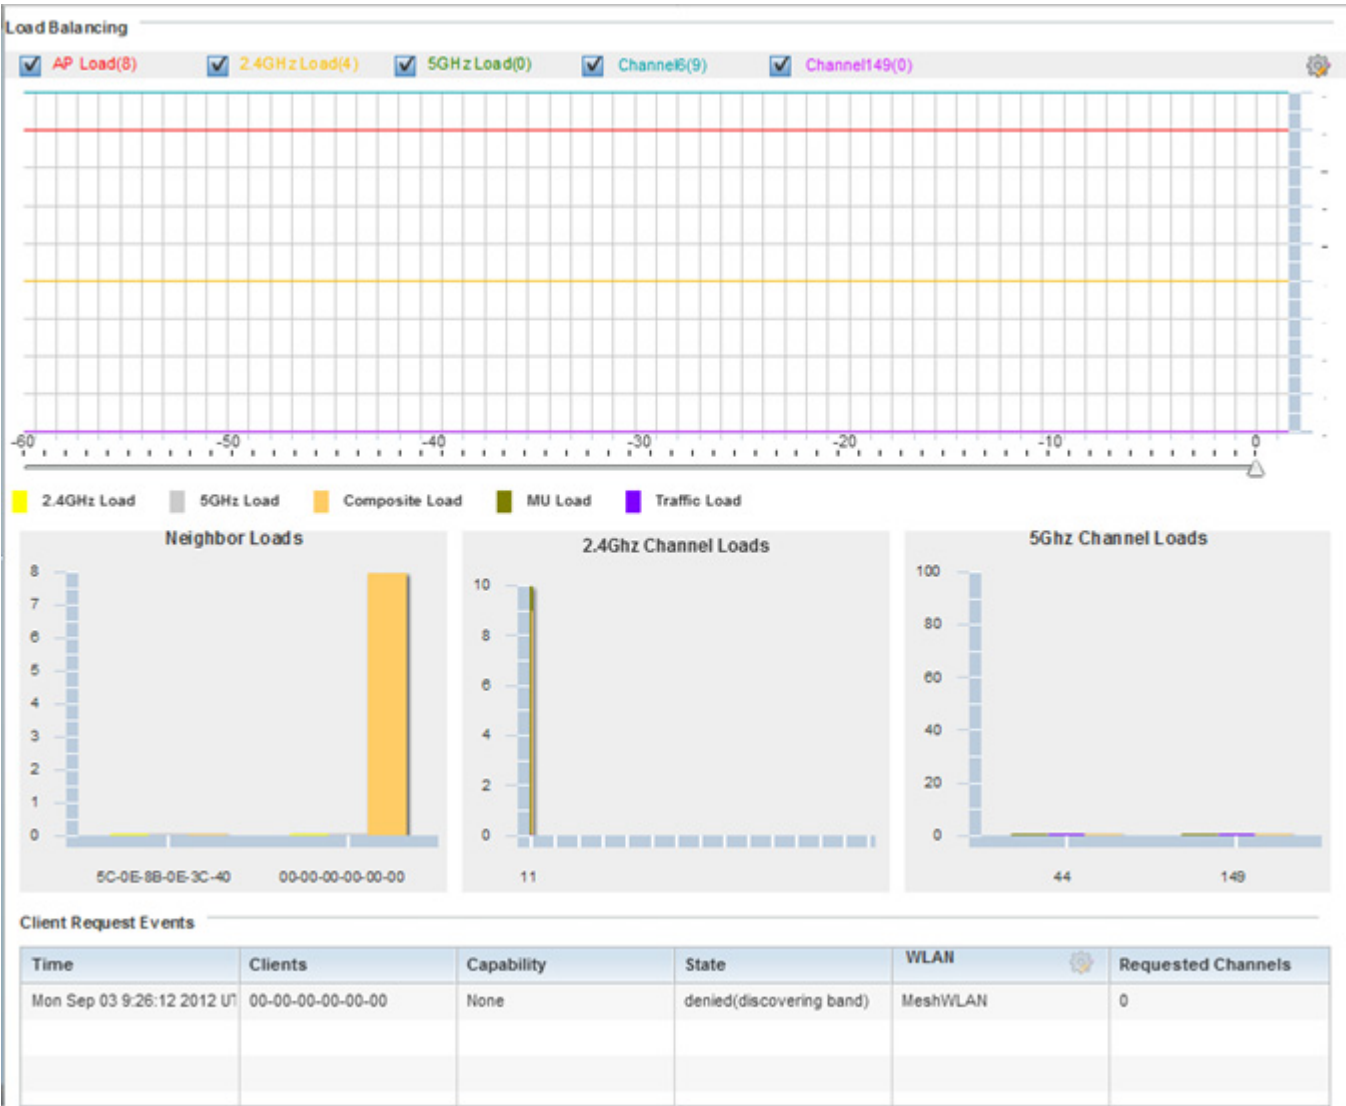 Load Balancing
AP Load(8) 2.4GHz Load(4) 5GHz Load(0) Channel6(9) Channel149(0)
-60 -50 -40 -30 -20 -10 0
2.4GHz Load 5GHz Load Composite Load MU Load Traffic Load
Neighbor Loads
8
7
6
5
4
3
2
1
0
5C-0E-8B-0E-3C-40 00-00-00-00-00-00
2.4Ghz Channel Loads
10
8
6
4
2
0
11
5Ghz Channel Loads
100
80
60
40
20
0
44 149
Client Request Events
Time Clients Capability State WLAN Requested Channels
Mon Sep 03 9:26:12 2012 UT 00-00-00-00-00-00 None denied(discovering band) MeshWLAN 0